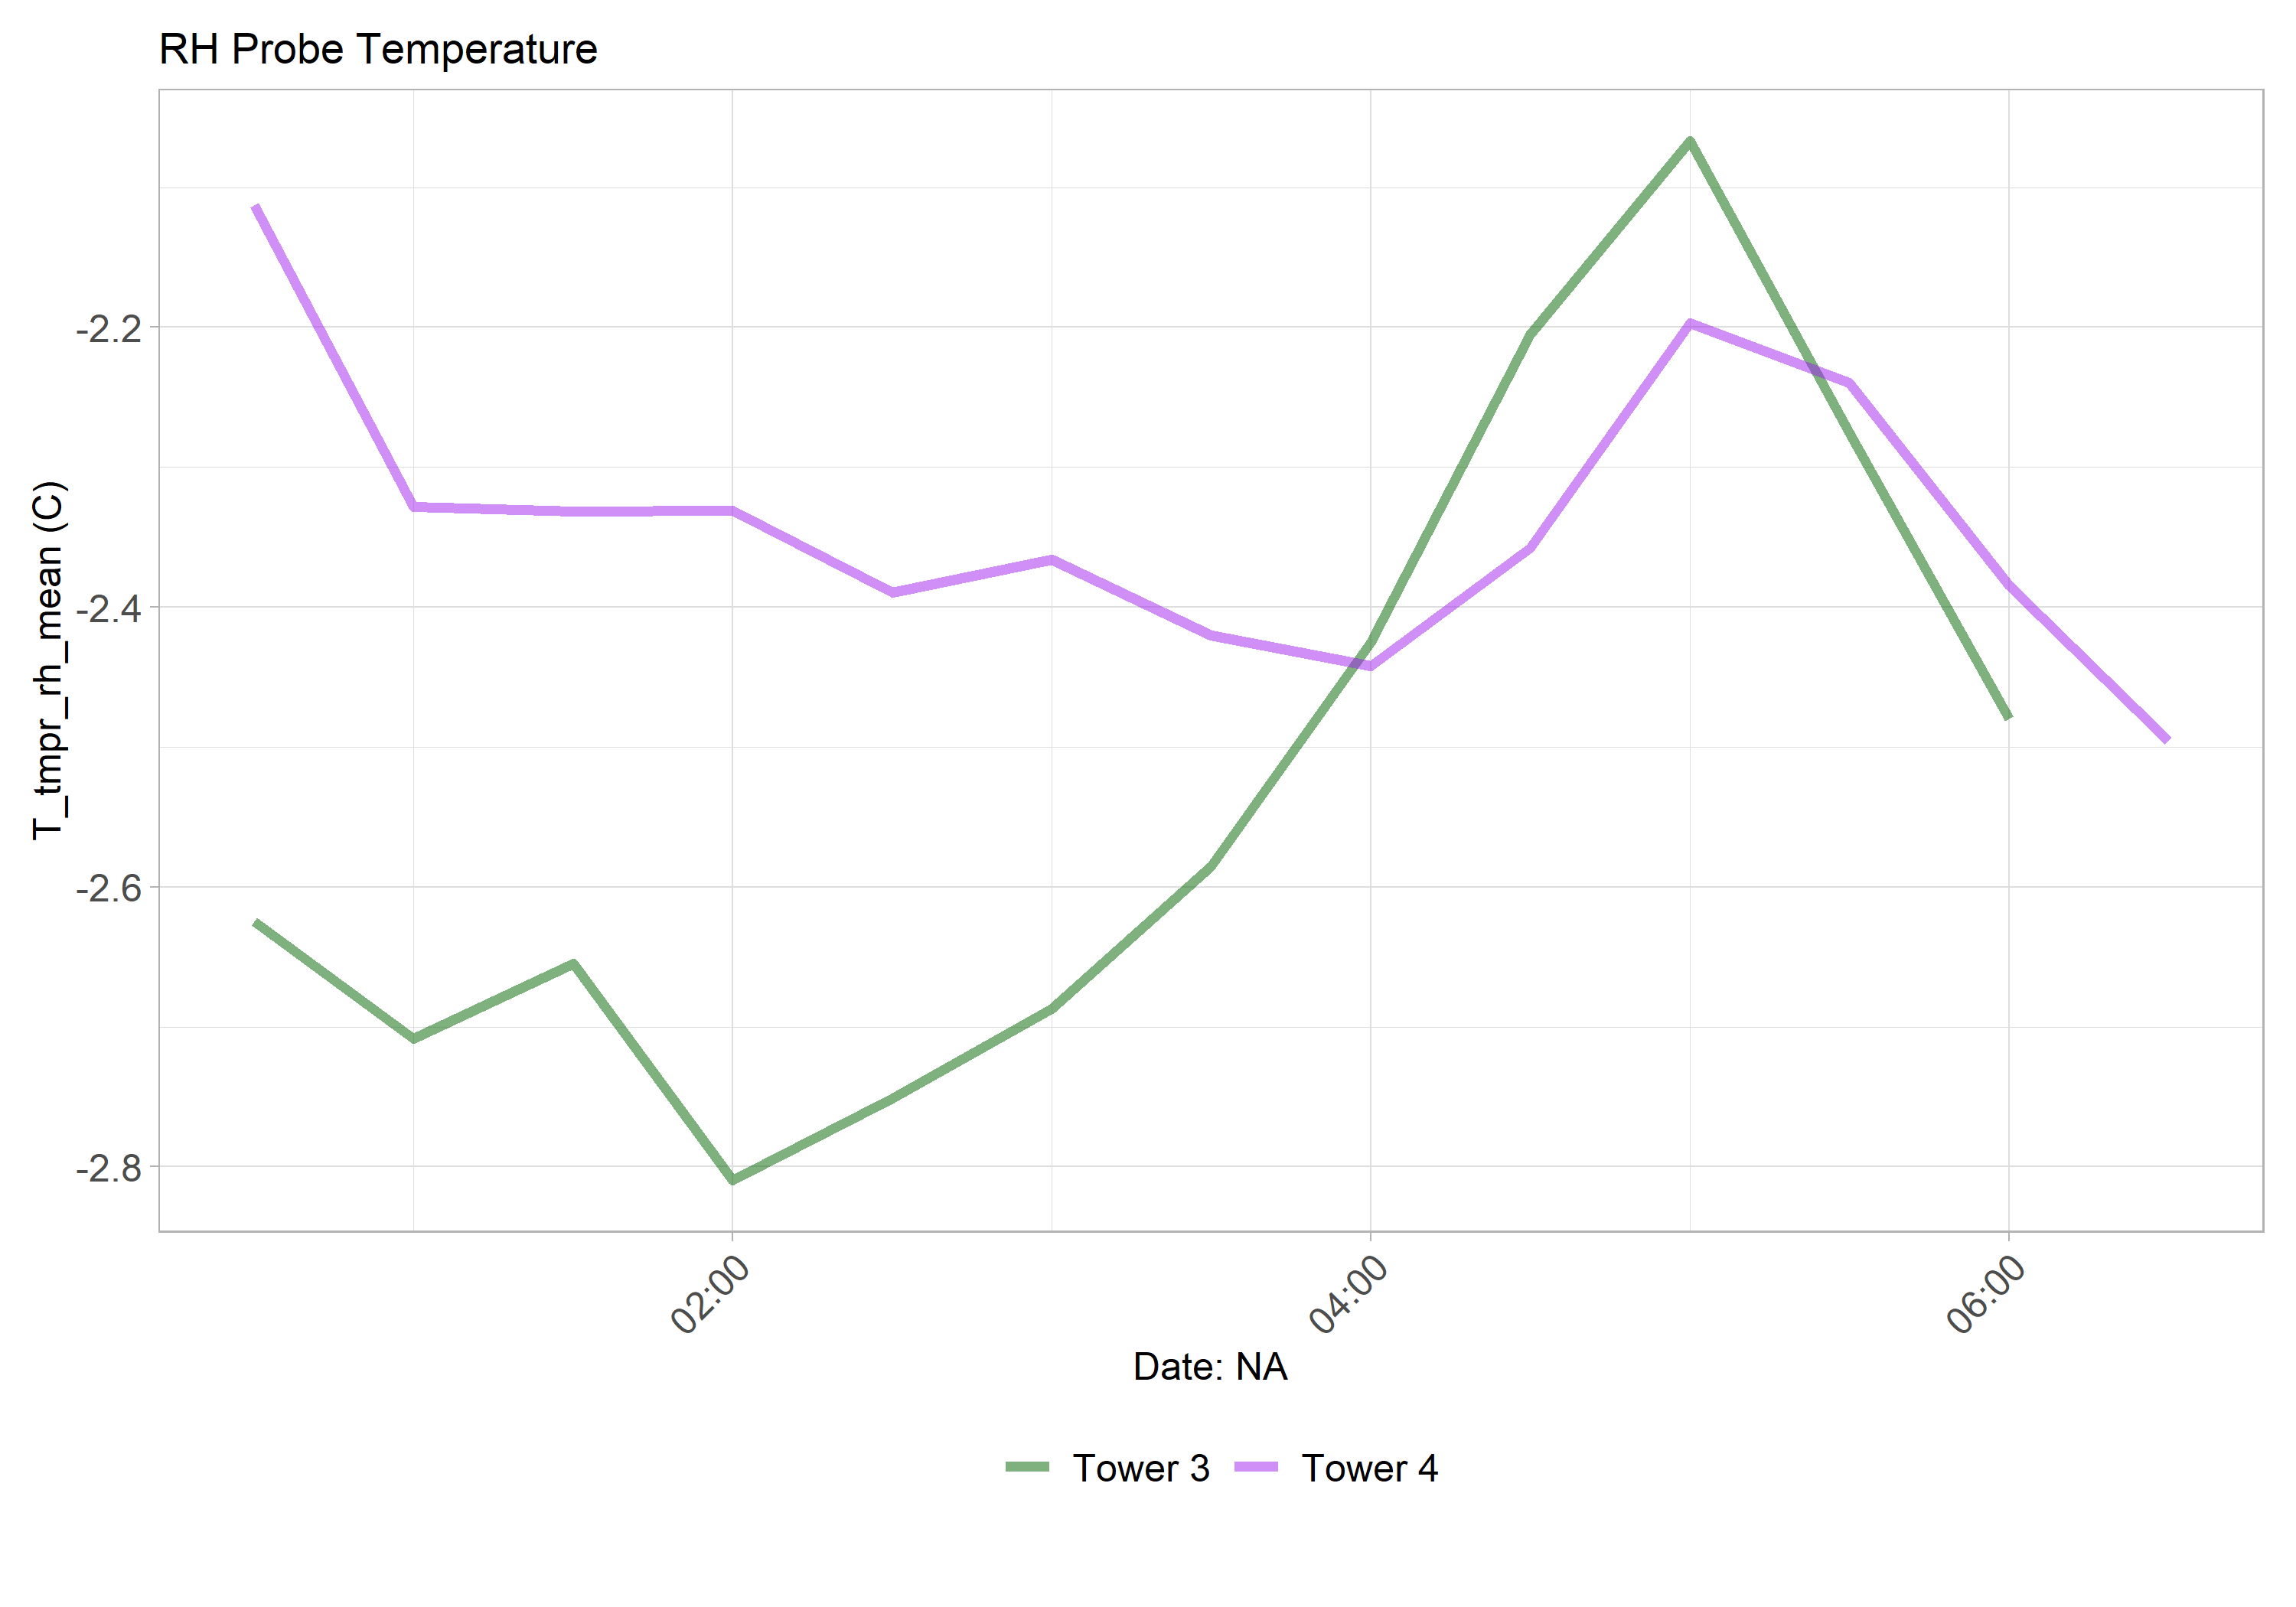 RH Probe Temperature
T_tmpr_rh_mean (C)
-2.2
-2.4
-2.6
-2.8
02:00
04:00
06:00
Date: NA
Tower 3
Tower 4